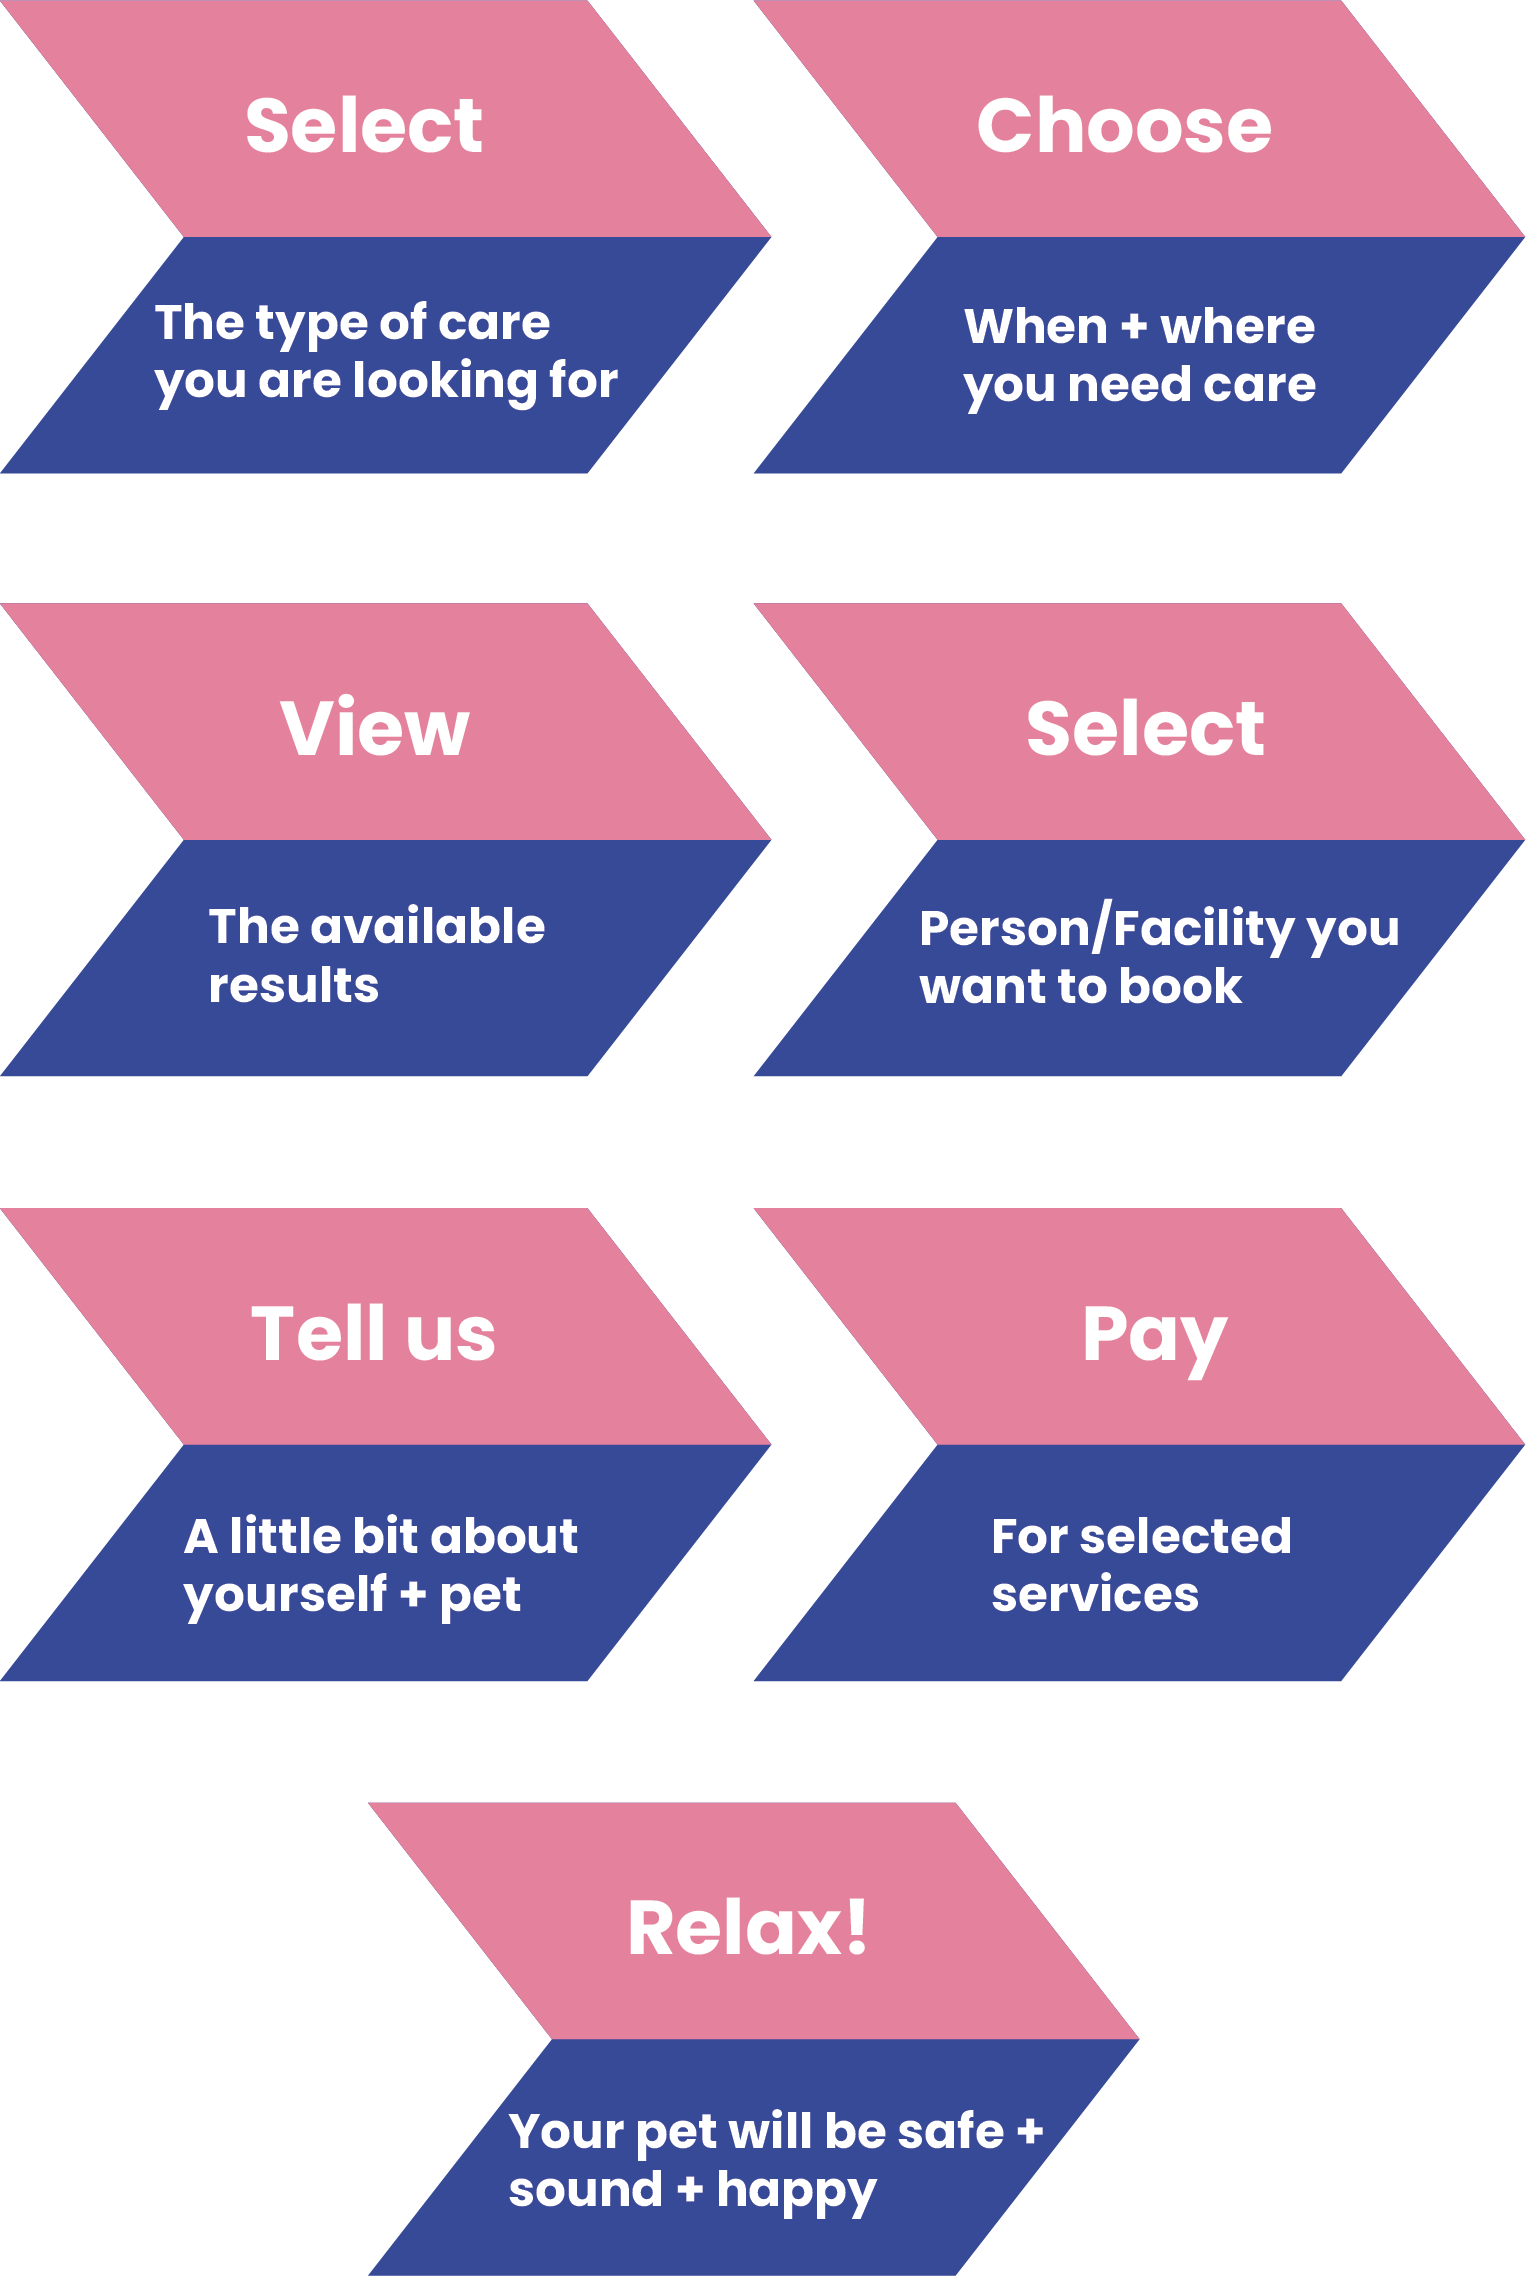 Select
The type of care
you are looking for
Choose
When + where
you need care
View
The available
results
Select
Person/Facility you
want to book
Tell us
A little bit about
yourself + pet
Pay
For selected
services
Relax!
Your pet will be safe +
sound + happy